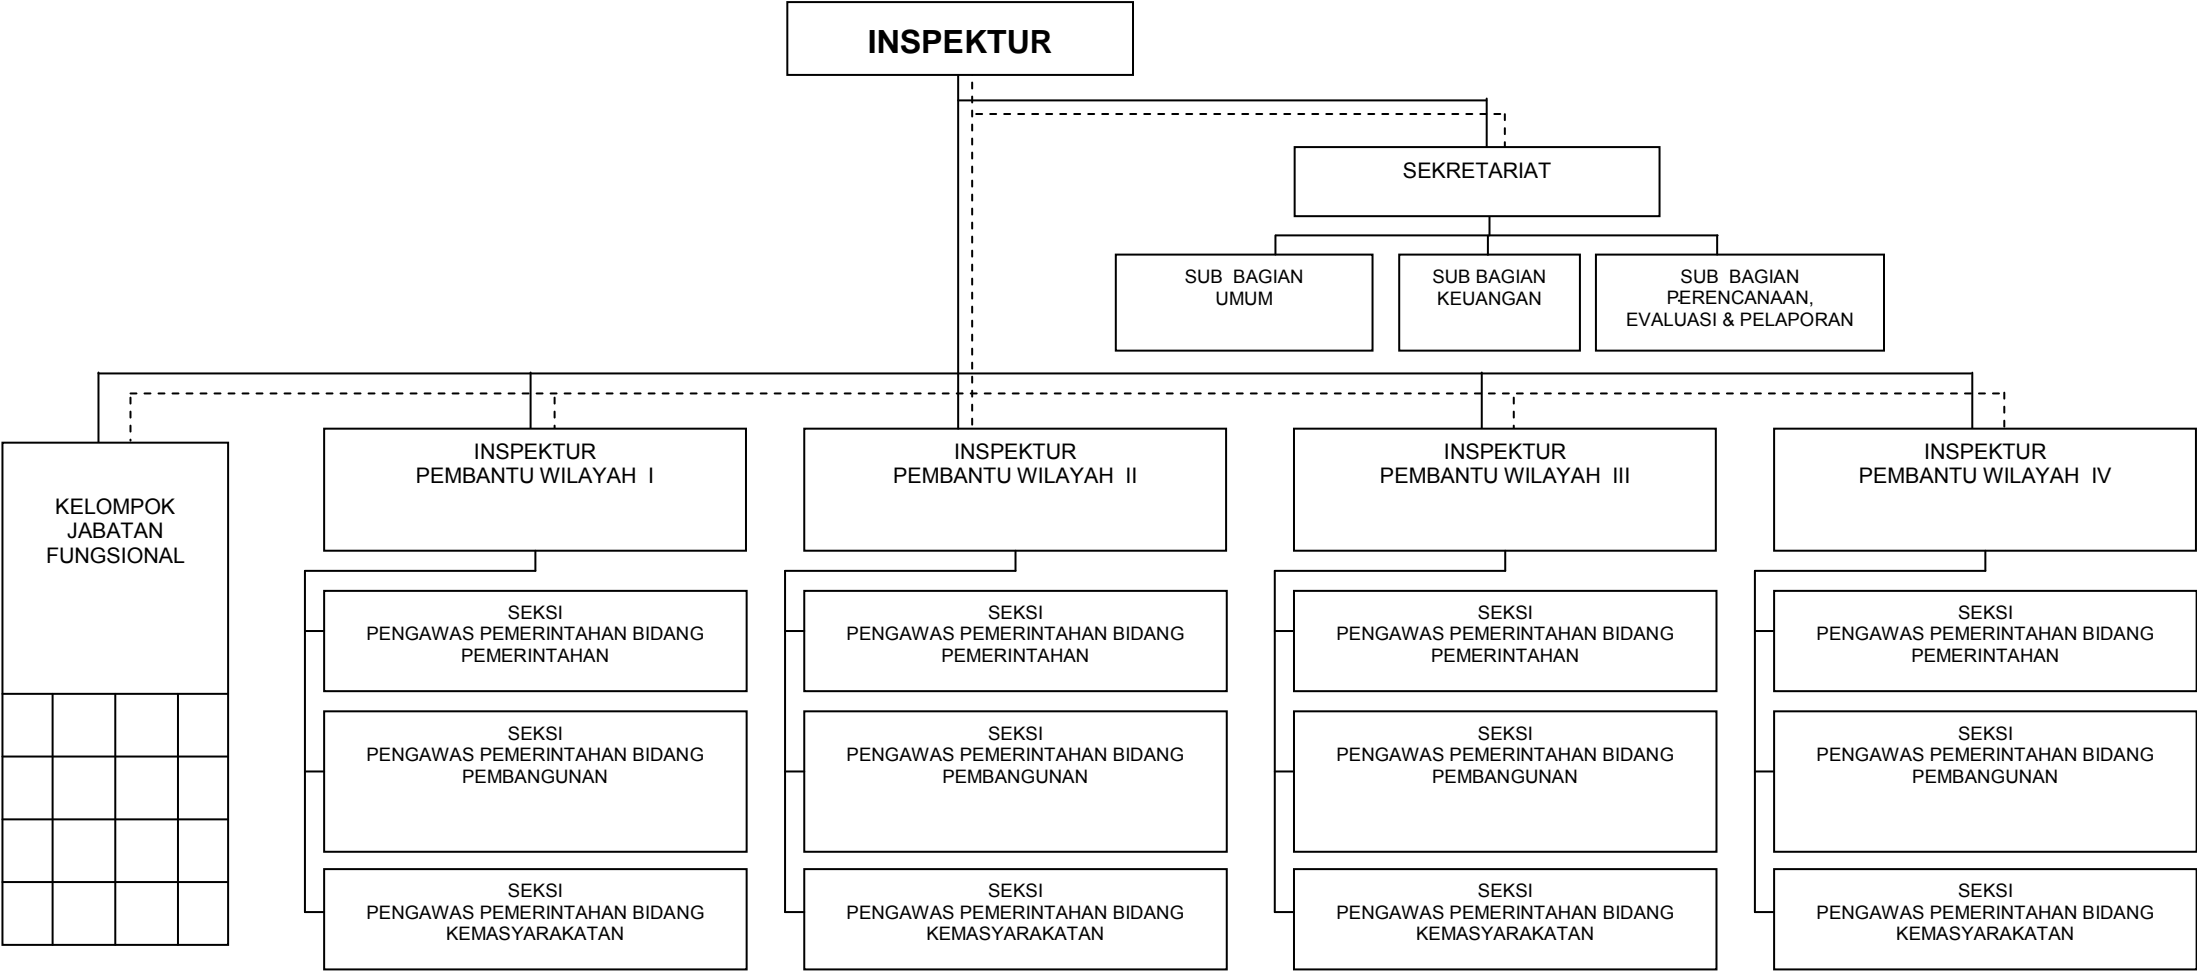 INSPEKTUR
SEKRETARIAT
SUB BAGIAN
UMUM
SUB BAGIAN
KEUANGAN
SUB BAGIAN
PERENCANAAN,
EVALUASI & PELAPORAN
KELOMPOK
JABATAN
FUNGSIONAL
INSPEKTUR
PEMBANTU WILAYAH I
INSPEKTUR
PEMBANTU WILAYAH II
INSPEKTUR
PEMBANTU WILAYAH III
INSPEKTUR
PEMBANTU WILAYAH IV
SEKSI
PENGAWAS PEMERINTAHAN BIDANG
PEMERINTAHAN
SEKSI
PENGAWAS PEMERINTAHAN BIDANG
PEMERINTAHAN
SEKSI
PENGAWAS PEMERINTAHAN BIDANG
PEMERINTAHAN
SEKSI
PENGAWAS PEMERINTAHAN BIDANG
PEMERINTAHAN
SEKSI
PENGAWAS PEMERINTAHAN BIDANG
PEMBANGUNAN
SEKSI
PENGAWAS PEMERINTAHAN BIDANG
PEMBANGUNAN
SEKSI
PENGAWAS PEMERINTAHAN BIDANG
PEMBANGUNAN
SEKSI
PENGAWAS PEMERINTAHAN BIDANG
PEMBANGUNAN
SEKSI
PENGAWAS PEMERINTAHAN BIDANG
KEMASYARAKATAN
SEKSI
PENGAWAS PEMERINTAHAN BIDANG
KEMASYARAKATAN
SEKSI
PENGAWAS PEMERINTAHAN BIDANG
KEMASYARAKATAN
SEKSI
PENGAWAS PEMERINTAHAN BIDANG
KEMASYARAKATAN